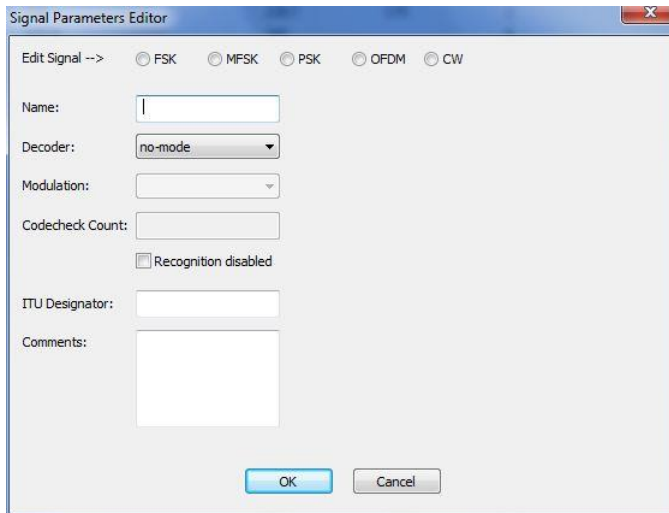 Signal Parameters Editor
Edit Signal --> FSK MFSK PSK OFDM CW
Name:
Decoder: no-mode
Modulation:
Codecheck Count:
Recognition disabled
ITU Designator:
Comments:
OK Cancel